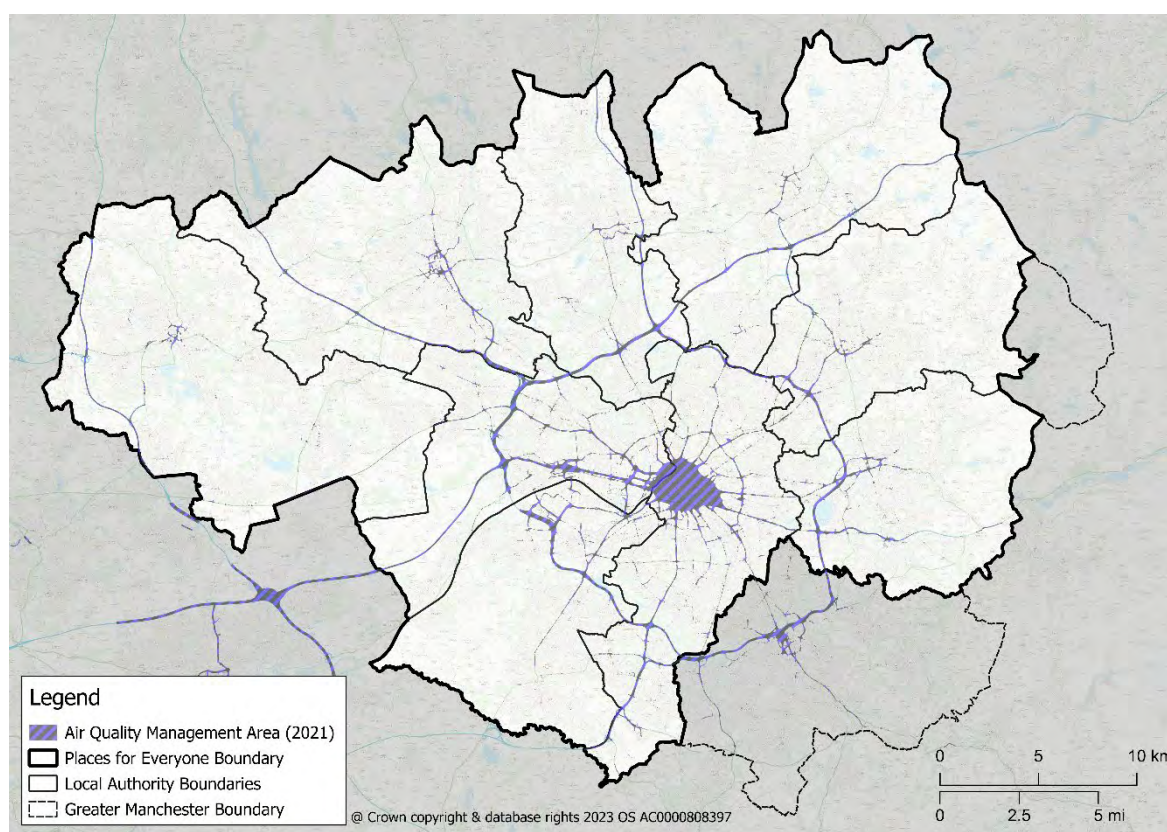 Legend
Air Quality Management Area (2021)
Places for Everyone Boundary
Local Authority Boundaries
Greater Manchester Boundary
@ Crown copyright & database rights 2023 OS AC0000808397
0 5 10 km
0 2.5 5 mi